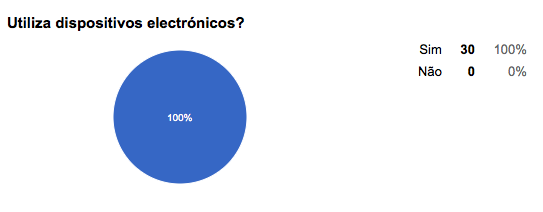 Utiliza dispositivos electrónicos?
Sim 30 100%
Não 0 0%
100%